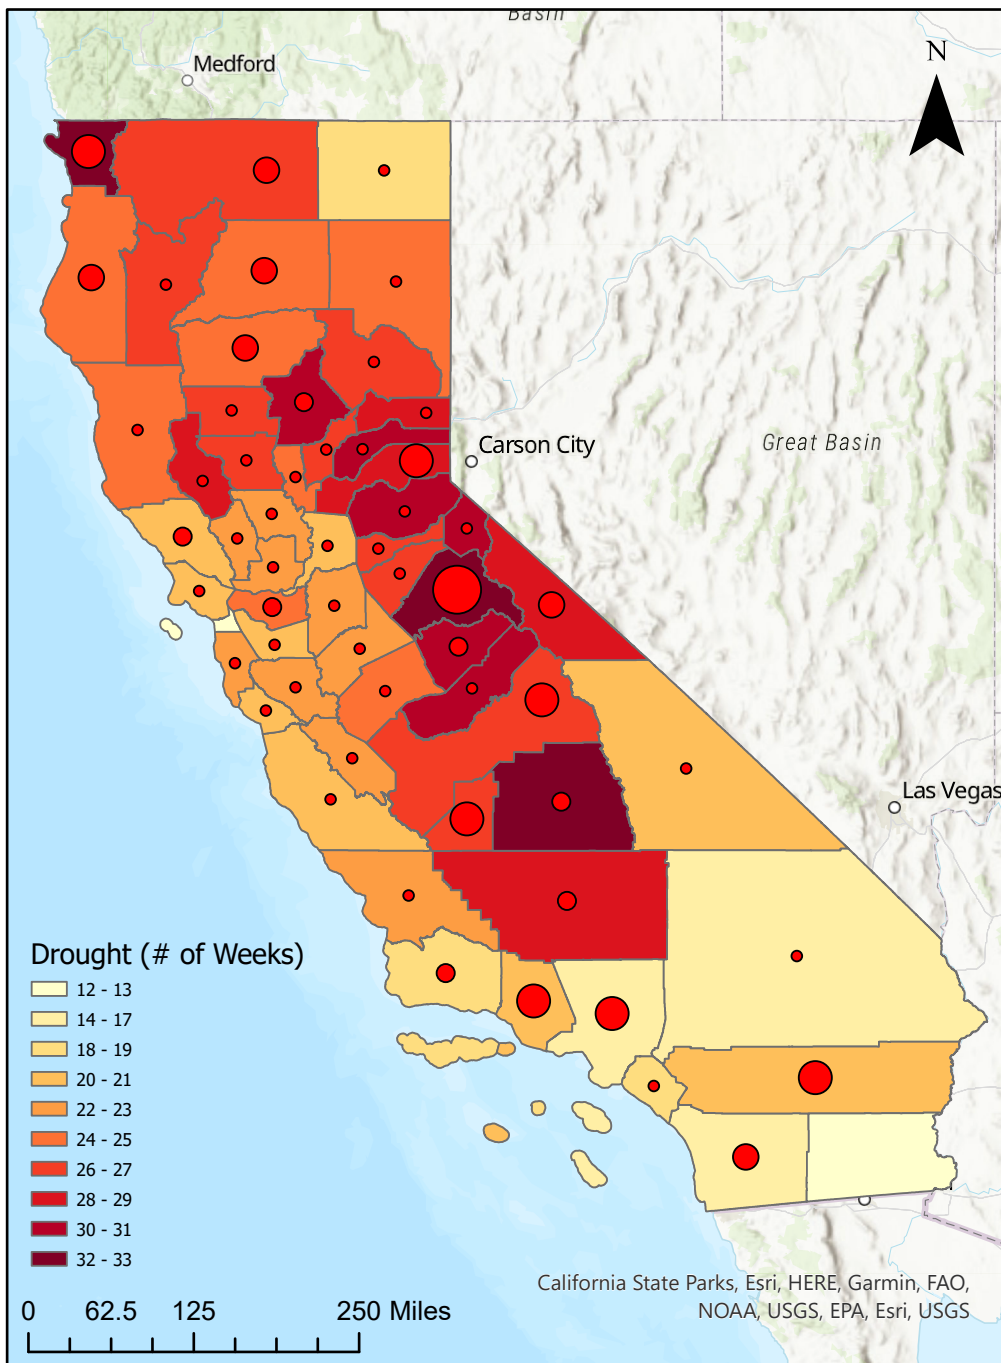 Basin
Medford
N
Carson City
Great Basin
Las Vegas
Drought (# of Weeks)
12 - 13
14 - 17
18 - 19
20 - 21
22 - 23
24 - 25
26 - 27
28 - 29
30 - 31
32 - 33
California State Parks, Esri, HERE, Garmin, FAO,
NOAA, USGS, EPA, Esri, USGS
0 62.5 125 250 Miles